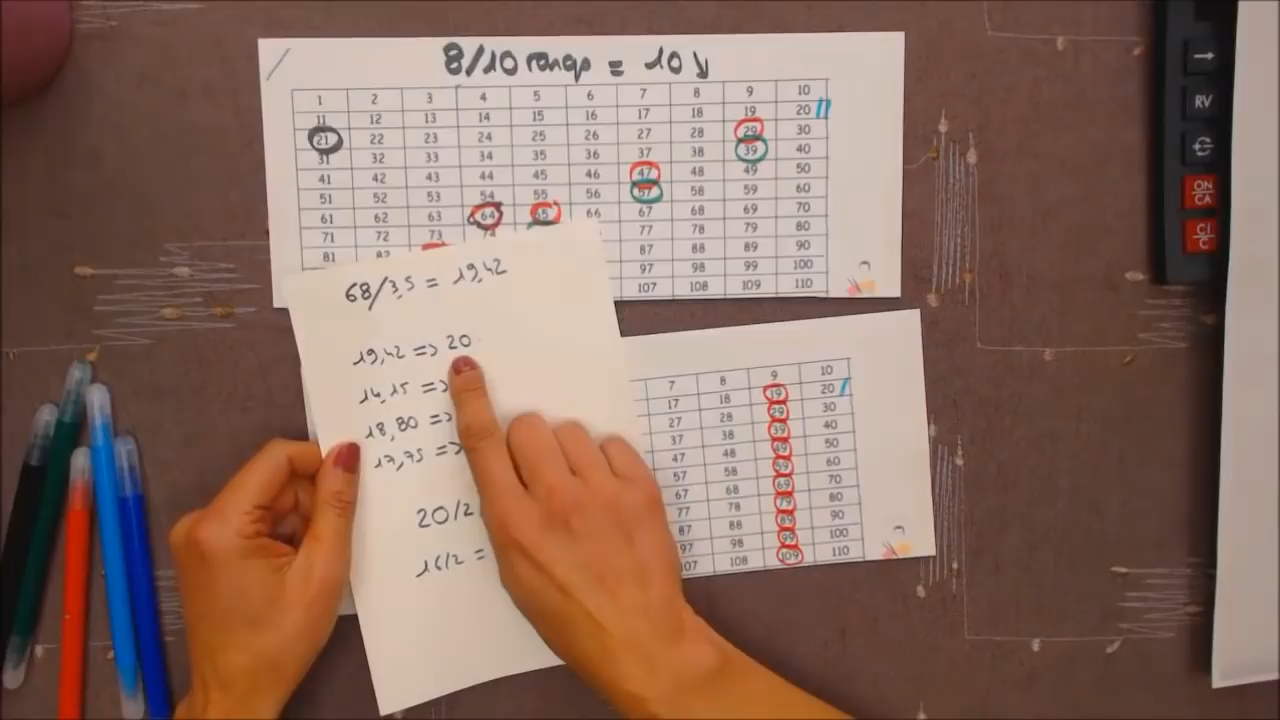 8/10 rangs = 10
1 2 3 4 5 6 7 8 9 10
11 12 13 14 15 16 17 18 19 20
21 22 23 24 25 26 27 28 29 30
31 32 33 34 35 36 37 38 39 40
41 42 43 44 45 46 47 48 49 50
51 52 53 54 55 56 57 58 59 60
61 62 63 64 65 66 67 68 69 70
71 72 73 74 77 78 79 80
81 82 87 88 89 90
97 98 99 100
107 108 109 110
68/3,5 = 19,42
19,42 => 20
14,15 =>
18,80 =>
17,75 =>
20/2
16/2 =
7 8 9 10
17 18 19 20
27 28 29 30
37 38 39 40
47 48 49 50
57 58 59 60
67 68 69 70
77 78 79 80
87 88 89 90
97 98 99 100
107 108 109 110
→
RV
ON/CA
C/C